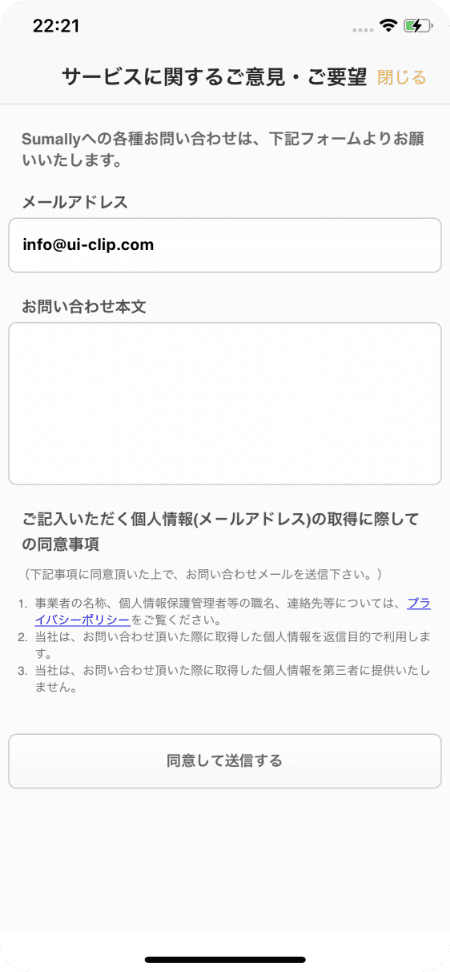 22:21
サービスに関するご意見・ご要望 閉じる
Sumallyへの各種お問い合わせは、下記フォームよりお願
いいたします。
メールアドレス
info@ui-clip.com
お問い合わせ本文
ご記入いただく個人情報(メールアドレス)の取得に際して
の同意事項
（下記事項に同意頂いた上で、お問い合わせメールを送信下さい。）
1. 事業者の名称、個人情報保護管理者等の職名、連絡先等については、プラ
イバシーポリシーをご覧ください。
2. 当社は、お問い合わせ頂いた際に取得した個人情報を返信目的で利用しま
す。
3. 当社は、お問い合わせ頂いた際に取得した個人情報を第三者に提供いたし
ません。
同意して送信する